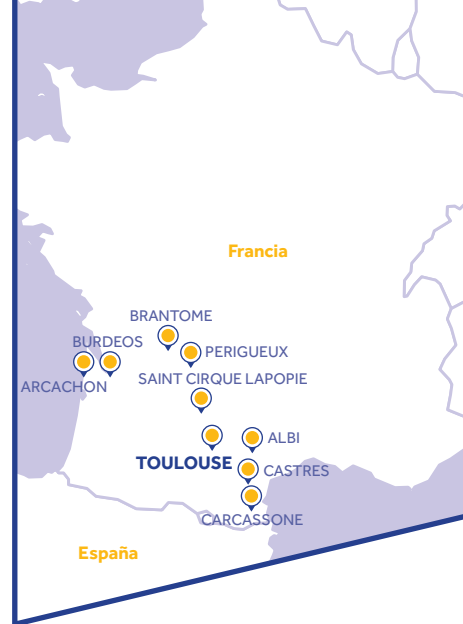 Francia
BRANTOME
BURDEOS
PERIGUEUX
SAINT CIRQUE LAPOPIE
ARCACHON
ALBI
TOULOUSE
CASTRES
CARCASSONE
España